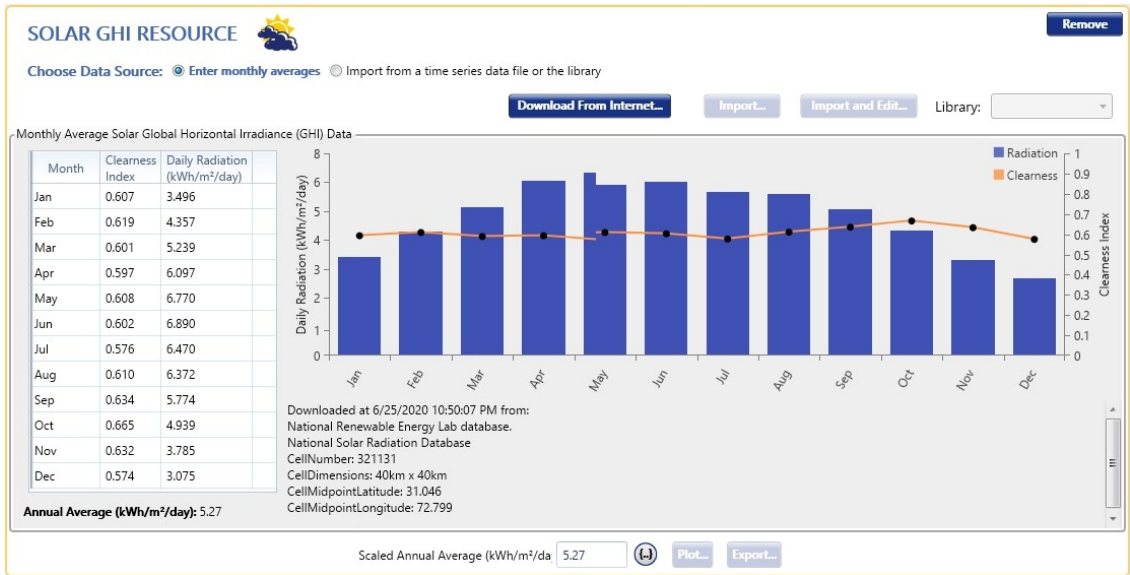 SOLAR GHI RESOURCE
Remove
Choose Data Source: Enter monthly averages Import from a time series data file or the library
Download From Internet... Import... Import and Edit... Library:
Monthly Average Solar Global Horizontal Irradiance (GHI) Data
Month Clearness Index Daily Radiation (kWh/m²/day)
Jan 0.607 3.496
Feb 0.619 4.357
Mar 0.601 5.239
Apr 0.597 6.097
May 0.608 6.770
Jun 0.602 6.890
Jul 0.576 6.470
Aug 0.610 6.372
Sep 0.634 5.774
Oct 0.665 4.939
Nov 0.632 3.785
Dec 0.574 3.075
Annual Average (kWh/m²/day): 5.27
Daily Radiation (kWh/m²/day)
8
6
5
4
3
2
1
0
Radiation
Clearness
1
0.9
0.8
0.7
0.6
0.5
0.4
0.3
0.2
0.1
0
Clearness Index
Jan Feb Mar Apr May Jun Jul Aug Sep Oct Nov Dec
Downloaded at 6/25/2020 10:50:07 PM from:
National Renewable Energy Lab database.
National Solar Radiation Database
CellNumber: 321131
CellDimensions: 40km x 40km
CellMidpointLatitude: 31.046
CellMidpointLongitude: 72.799
Scaled Annual Average (kWh/m²/da 5.27 {..} Plot... Export...